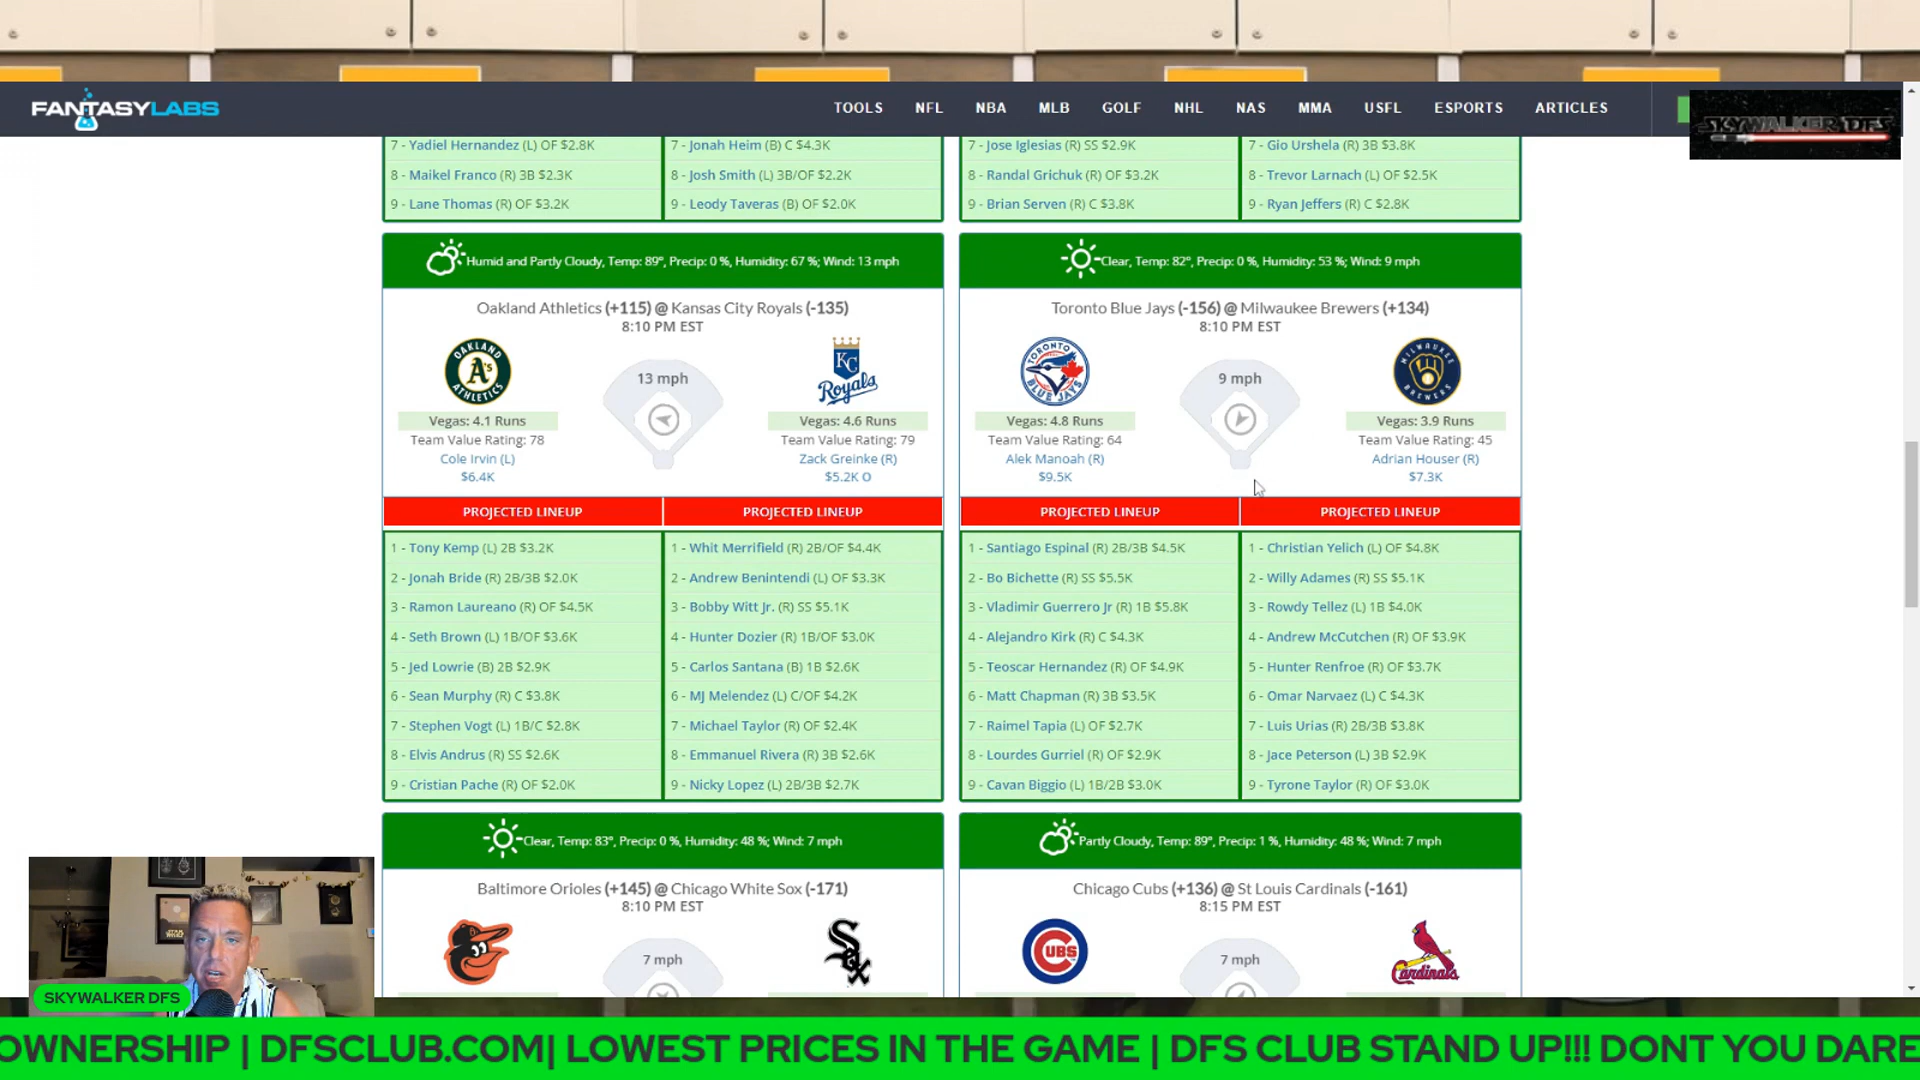 FANTASYLABS
TOOLS NFL NBA MLB GOLF NHL NAS MMA USFL ESPORTS ARTICLES
SKYWALKER DFS
7 - Yadiel Hernandez (L) OF $2.8K
8 - Maikel Franco (R) 3B $2.3K
9 - Lane Thomas (R) OF $3.2K
7 - Jonah Heim (B) C $4.3K
8 - Josh Smith (L) 3B/OF $2.2K
9 - Leody Taveras (B) OF $2.0K
7 - Jose Iglesias (R) SS $2.9K
8 - Randal Grichuk (R) OF $3.2K
9 - Brian Serven (R) C $3.8K
7 - Gio Urshela (R) 3B $3.8K
8 - Trevor Larnach (L) OF $2.5K
9 - Ryan Jeffers (R) C $2.8K
Humid and Partly Cloudy, Temp: 89°, Precip: 0 %, Humidity: 67 %; Wind: 13 mph
Oakland Athletics (+115) @ Kansas City Royals (-135)
8:10 PM EST
OAKLAND
A's
ATHLETICS
13 mph
KC
Royals
Vegas: 4.1 Runs
Team Value Rating: 78
Cole Irvin (L)
$6.4K
Vegas: 4.6 Runs
Team Value Rating: 79
Zack Greinke (R)
$5.2K O
PROJECTED LINEUP
PROJECTED LINEUP
1 - Tony Kemp (L) 2B $3.2K
2 - Jonah Bride (R) 2B/3B $2.0K
3 - Ramon Laureano (R) OF $4.5K
4 - Seth Brown (L) 1B/OF $3.6K
5 - Jed Lowrie (B) 2B $2.9K
6 - Sean Murphy (R) C $3.8K
7 - Stephen Vogt (L) 1B/C $2.8K
8 - Elvis Andrus (R) SS $2.6K
9 - Cristian Pache (R) OF $2.0K
1 - Whit Merrifield (R) 2B/OF $4.4K
2 - Andrew Benintendi (L) OF $3.3K
3 - Bobby Witt Jr. (R) SS $5.1K
4 - Hunter Dozier (R) 1B/OF $3.0K
5 - Carlos Santana (B) 1B $2.6K
6 - MJ Melendez (L) C/OF $4.2K
7 - Michael Taylor (R) OF $2.4K
8 - Emmanuel Rivera (R) 3B $2.6K
9 - Nicky Lopez (L) 2B/3B $2.7K
Clear, Temp: 82°, Precip: 0 %, Humidity: 53 %; Wind: 9 mph
Toronto Blue Jays (-156) @ Milwaukee Brewers (+134)
8:10 PM EST
TORONTO
BLUE JAYS
9 mph
Vegas: 4.8 Runs
Team Value Rating: 64
Alek Manoah (R)
$9.5K
Vegas: 3.9 Runs
Team Value Rating: 45
Adrian Houser (R)
$7.3K
PROJECTED LINEUP
PROJECTED LINEUP
1 - Santiago Espinal (R) 2B/3B $4.5K
2 - Bo Bichette (R) SS $5.5K
3 - Vladimir Guerrero Jr (R) 1B $5.8K
4 - Alejandro Kirk (R) C $4.3K
5 - Teoscar Hernandez (R) OF $4.9K
6 - Matt Chapman (R) 3B $3.5K
7 - Raimel Tapia (L) OF $2.7K
8 - Lourdes Gurriel (R) OF $2.9K
9 - Cavan Biggio (L) 1B/2B $3.0K
1 - Christian Yelich (L) OF $4.8K
2 - Willy Adames (R) SS $5.1K
3 - Rowdy Tellez (L) 1B $4.0K
4 - Andrew McCutchen (R) OF $3.9K
5 - Hunter Renfroe (R) OF $3.7K
6 - Omar Narvaez (L) C $4.3K
7 - Luis Urias (R) 2B/3B $3.8K
8 - Jace Peterson (L) 3B $2.9K
9 - Tyrone Taylor (R) OF $3.0K
Clear, Temp: 83°, Precip: 0 %, Humidity: 48 %; Wind: 7 mph
Baltimore Orioles (+145) @ Chicago White Sox (-171)
8:10 PM EST
7 mph
Sox
Partly Cloudy, Temp: 89°, Precip: 1 %, Humidity: 48 %; Wind: 7 mph
Chicago Cubs (+136) @ St Louis Cardinals (-161)
8:15 PM EST
CUBS
7 mph
Cardinals
SKYWALKER DFS
OWNERSHIP | DFSCLUB.COM| LOWEST PRICES IN THE GAME | DFS CLUB STAND UP!!! DONT YOU DARE